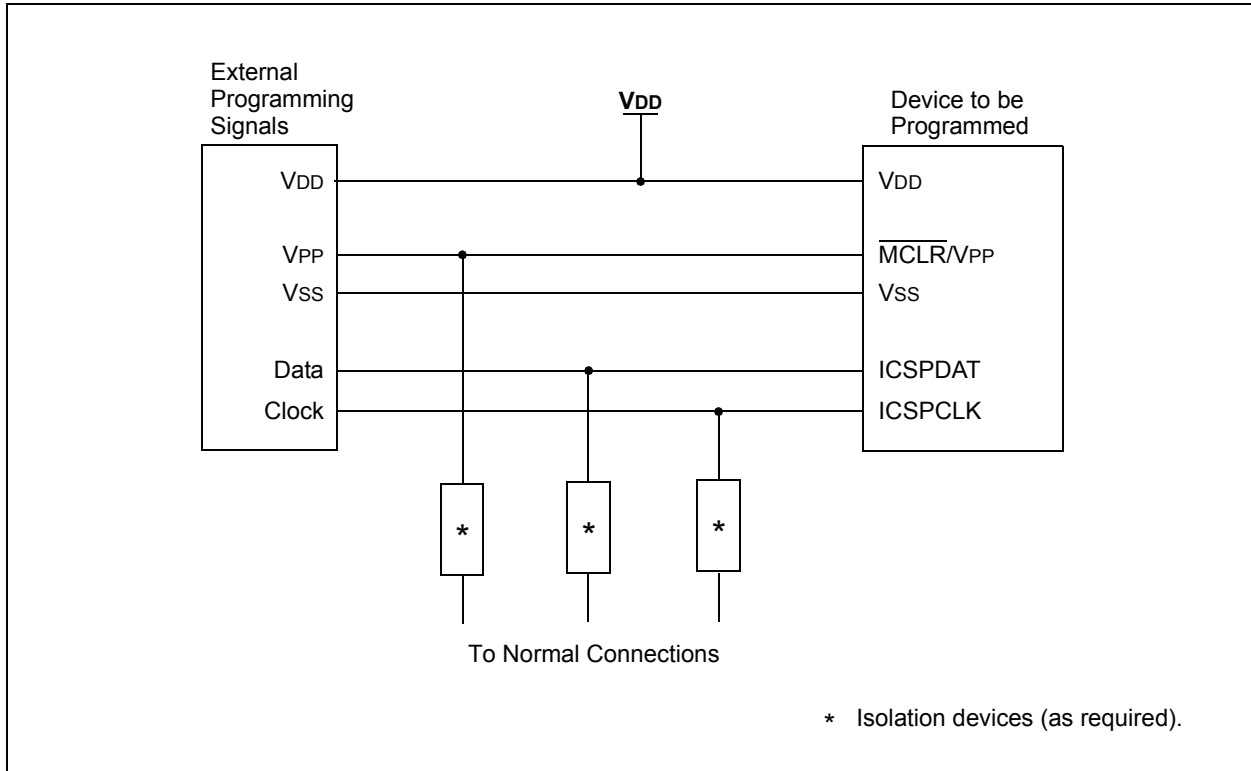 External
Programming
Signals
VDD
Device to be
Programmed
VDD
VPP
VSS
Data
Clock
VDD
MCLR/VPP
VSS
ICSPDAT
ICSPCLK
*
*
*
To Normal Connections
* Isolation devices (as required).